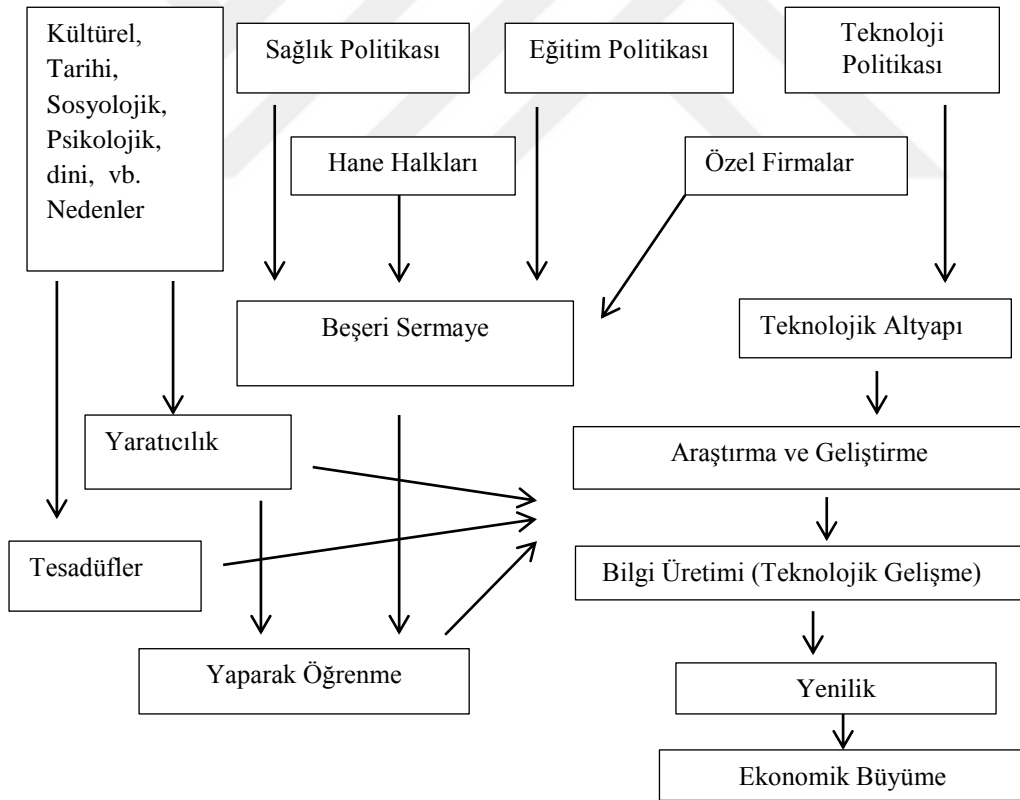 Kültürel,
Tarihi,
Sosyolojik,
Psikolojik,
dini, vb.
Nedenler
Sağlık Politikası
Eğitim Politikası
Teknoloji
Politikası
Hane Halkları
Özel Firmalar
Beşeri Sermaye
Teknolojik Altyapı
Yaratıcılık
Araştırma ve Geliştirme
Tesadüfler
Bilgi Üretimi (Teknolojik Gelişme)
Yaparak Öğrenme
Yenilik
Ekonomik Büyüme